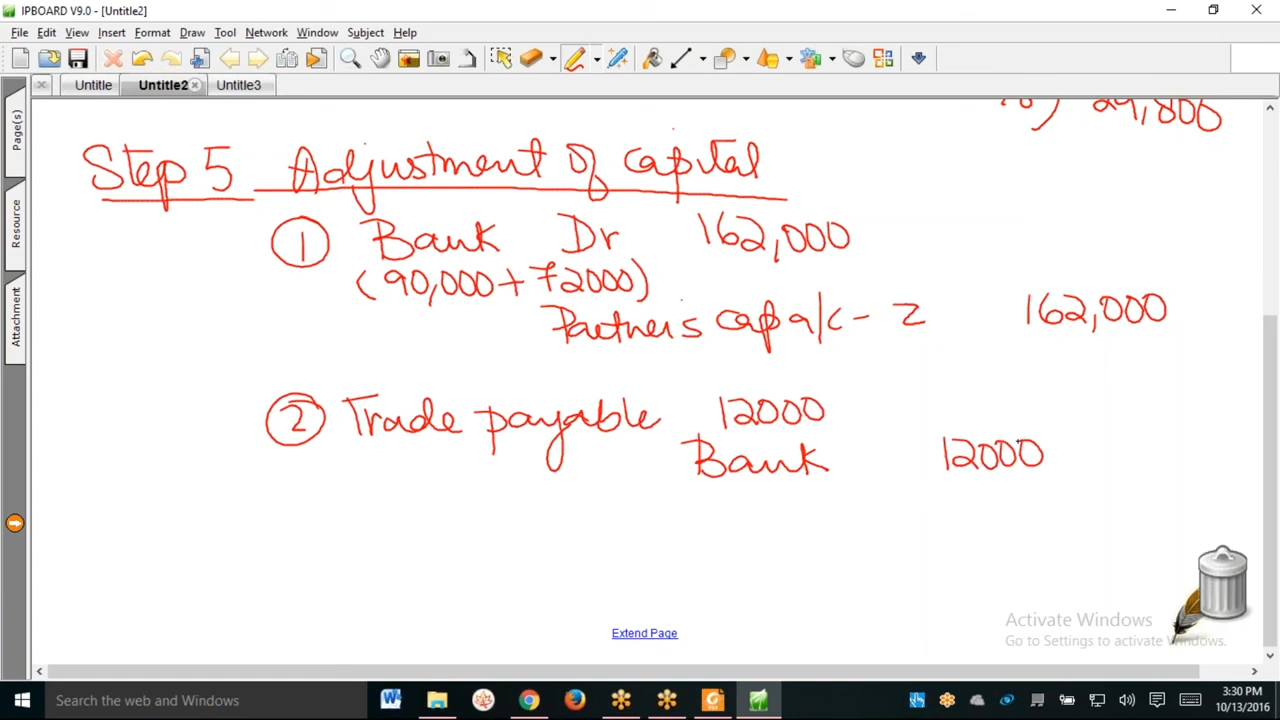 IPBOARD V9.0 - [Untitle2]
File Edit View Insert Format Draw Tool Network Window Subject Help
Untitle Untitle2 Untitle3
Page(s)
Resource
Attachment
29,800
Step 5 Adjustment of capital
1 Bank Dr 162,000
(90,000 + 72000)
Partners cap a/c - Z 162,000
2 Trade payable 12000
Bank 12000
Extend Page
Activate Windows
Go to Settings to activate Windows.
Search the web and Windows
3:30 PM
10/13/2016